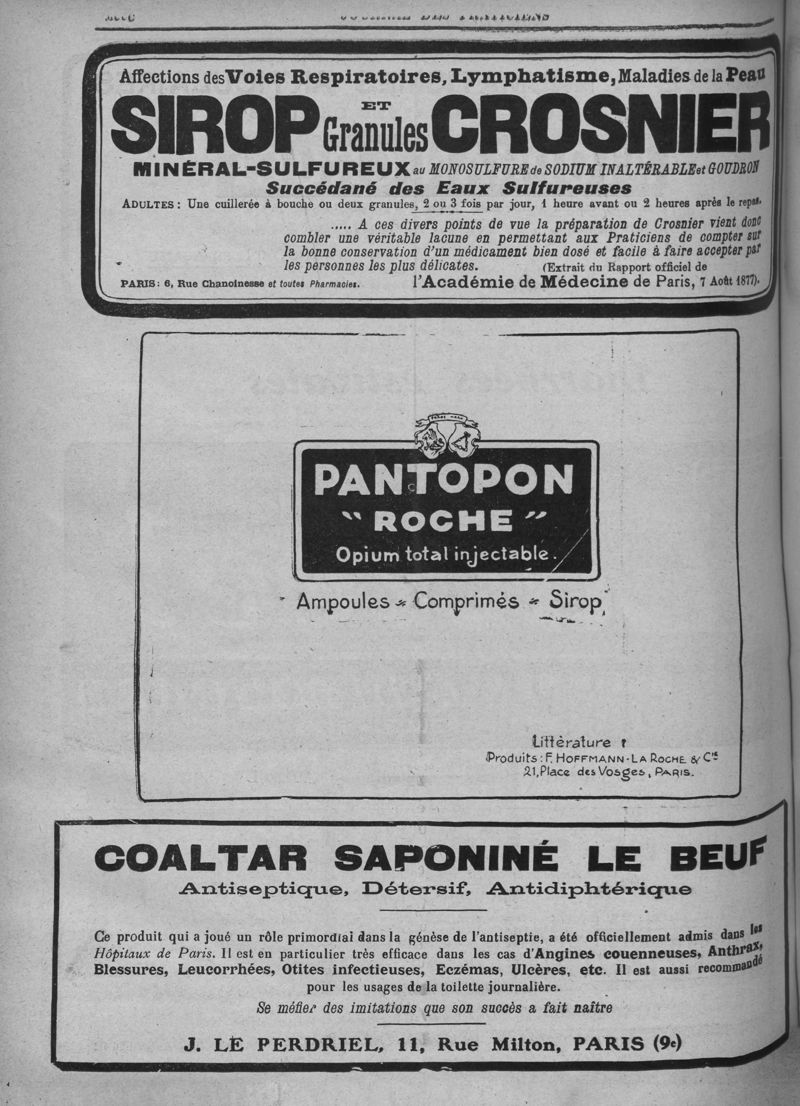 Affections des Voies Respiratoires, Lymphatisme, Maladies de la Peau
SIROP ET Granules CROSNIER
MINÉRAL-SULFUREUX au MONOSULFURE de SODIUM INALTÉRABLE et GOUDRON
Succédané des Eaux Sulfureuses
ADULTES : Une cuillerée à bouche ou deux granules, 2 ou 3 fois par jour, 1 heure avant ou 2 heures après le repas.
..... A ces divers points de vue la préparation de Crosnier vient donc
combler une véritable lacune en permettant aux Praticiens de compter sur
la bonne conservation d'un médicament bien dosé et facile à faire accepter par
les personnes les plus délicates. (Extrait du Rapport officiel de
PARIS : 6, Rue Chanoinesse et toutes Pharmacies. l'Académie de Médecine de Paris, 7 Août 1877).
PANTOPON
"ROCHE"
Opium total injectable.
Ampoules - Comprimés - Sirop
Littérature :
Produits : F. HOFFMANN-LA ROCHE & Cie
21, Place des Vosges, PARIS.
COALTAR SAPONINÉ LE BEUF
Antiseptique, Détersif, Antidiphtérique
Ce produit qui a joué un rôle primordial dans la génèse de l'antiseptie, a été officiellement admis dans les
Hôpitaux de Paris. Il est en particulier très efficace dans les cas d'Angines couenneuses, Anthrax,
Blessures, Leucorrhées, Otites infectieuses, Eczémas, Ulcères, etc. Il est aussi recommandé
pour les usages de la toilette journalière.
Se méfier des imitations que son succès a fait naître
J. LE PERDRIEL, 11, Rue Milton, PARIS (9e)